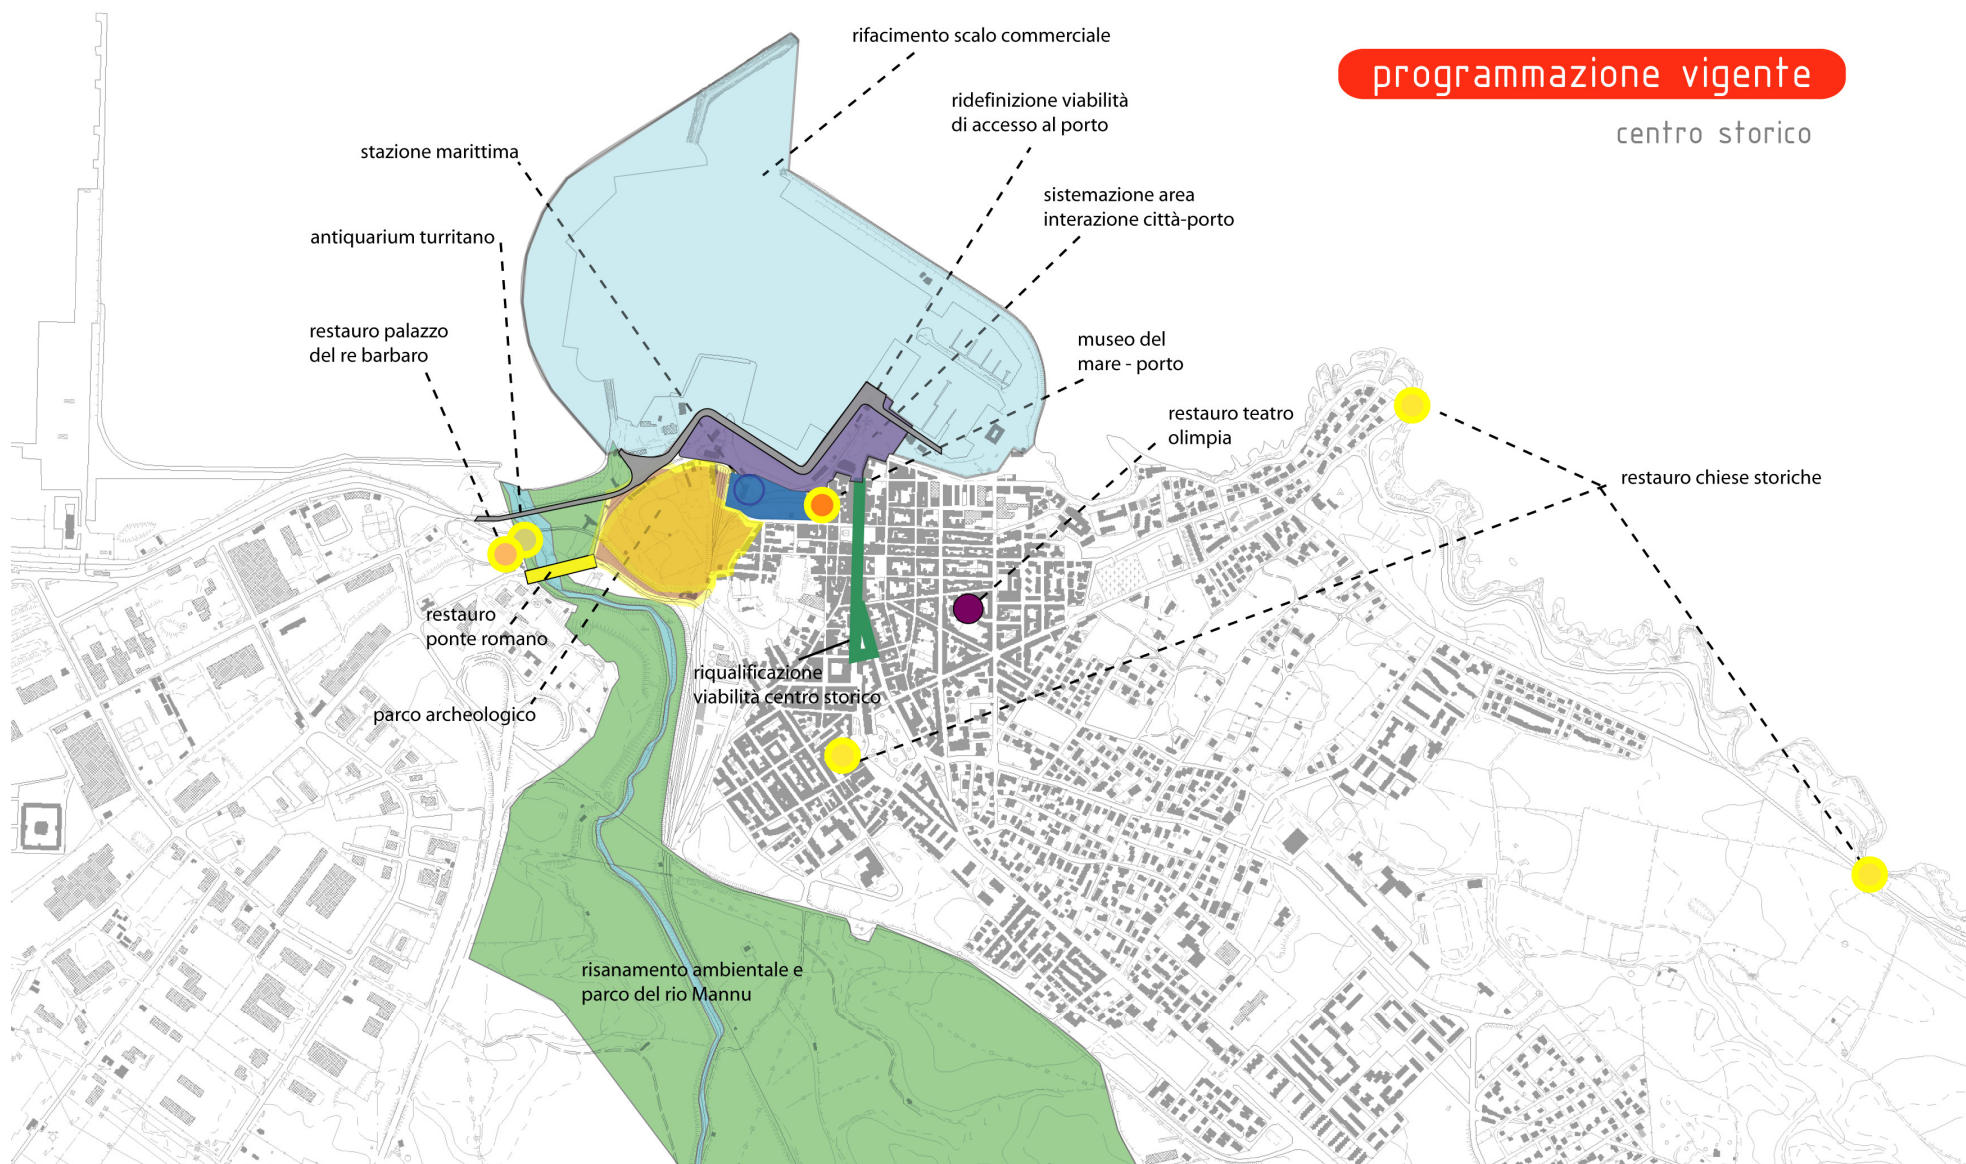 rifacimento scalo commerciale
programmazione vigente
ridefinizione viabilità
di accesso al porto
centro storico
stazione marittima
sistemazione area
interazione città-porto
antiquarium turritano
restauro palazzo
del re barbaro
museo del
mare - porto
restauro teatro
olimpia
restauro chiese storiche
restauro
ponte romano
riqualificazione
viabilità centro storico
parco archeologico
risanamento ambientale e
parco del rio Mannu